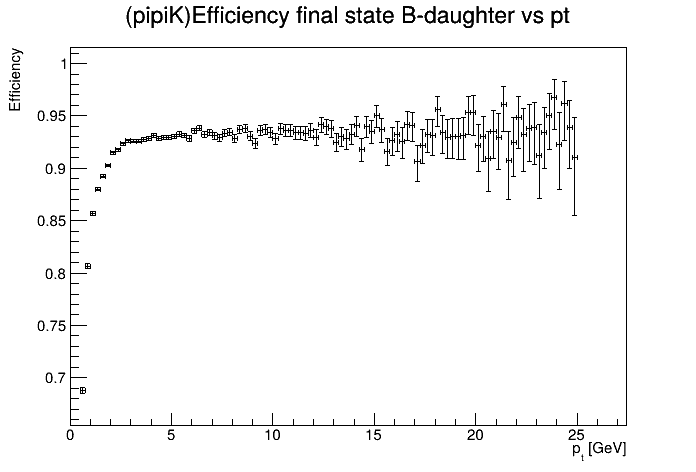 (pipiK)Efficiency final state B-daughter vs pt
Efficiency
1
0.95
0.9
0.85
0.8
0.75
0.7
0 5 10 15 20 25
p_t [GeV]